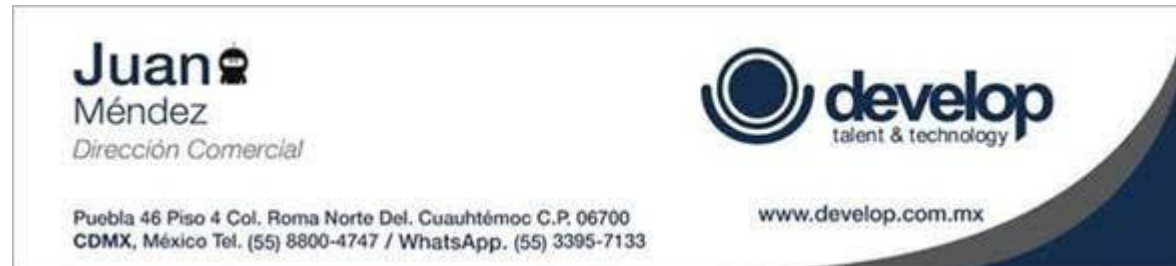 Juan
Méndez
Dirección Comercial
Puebla 46 Piso 4 Col. Roma Norte Del. Cuauhtémoc C.P. 06700
CDMX, México Tel. (55) 8800-4747 / WhatsApp. (55) 3395-7133
develop
talent & technology
www.develop.com.mx